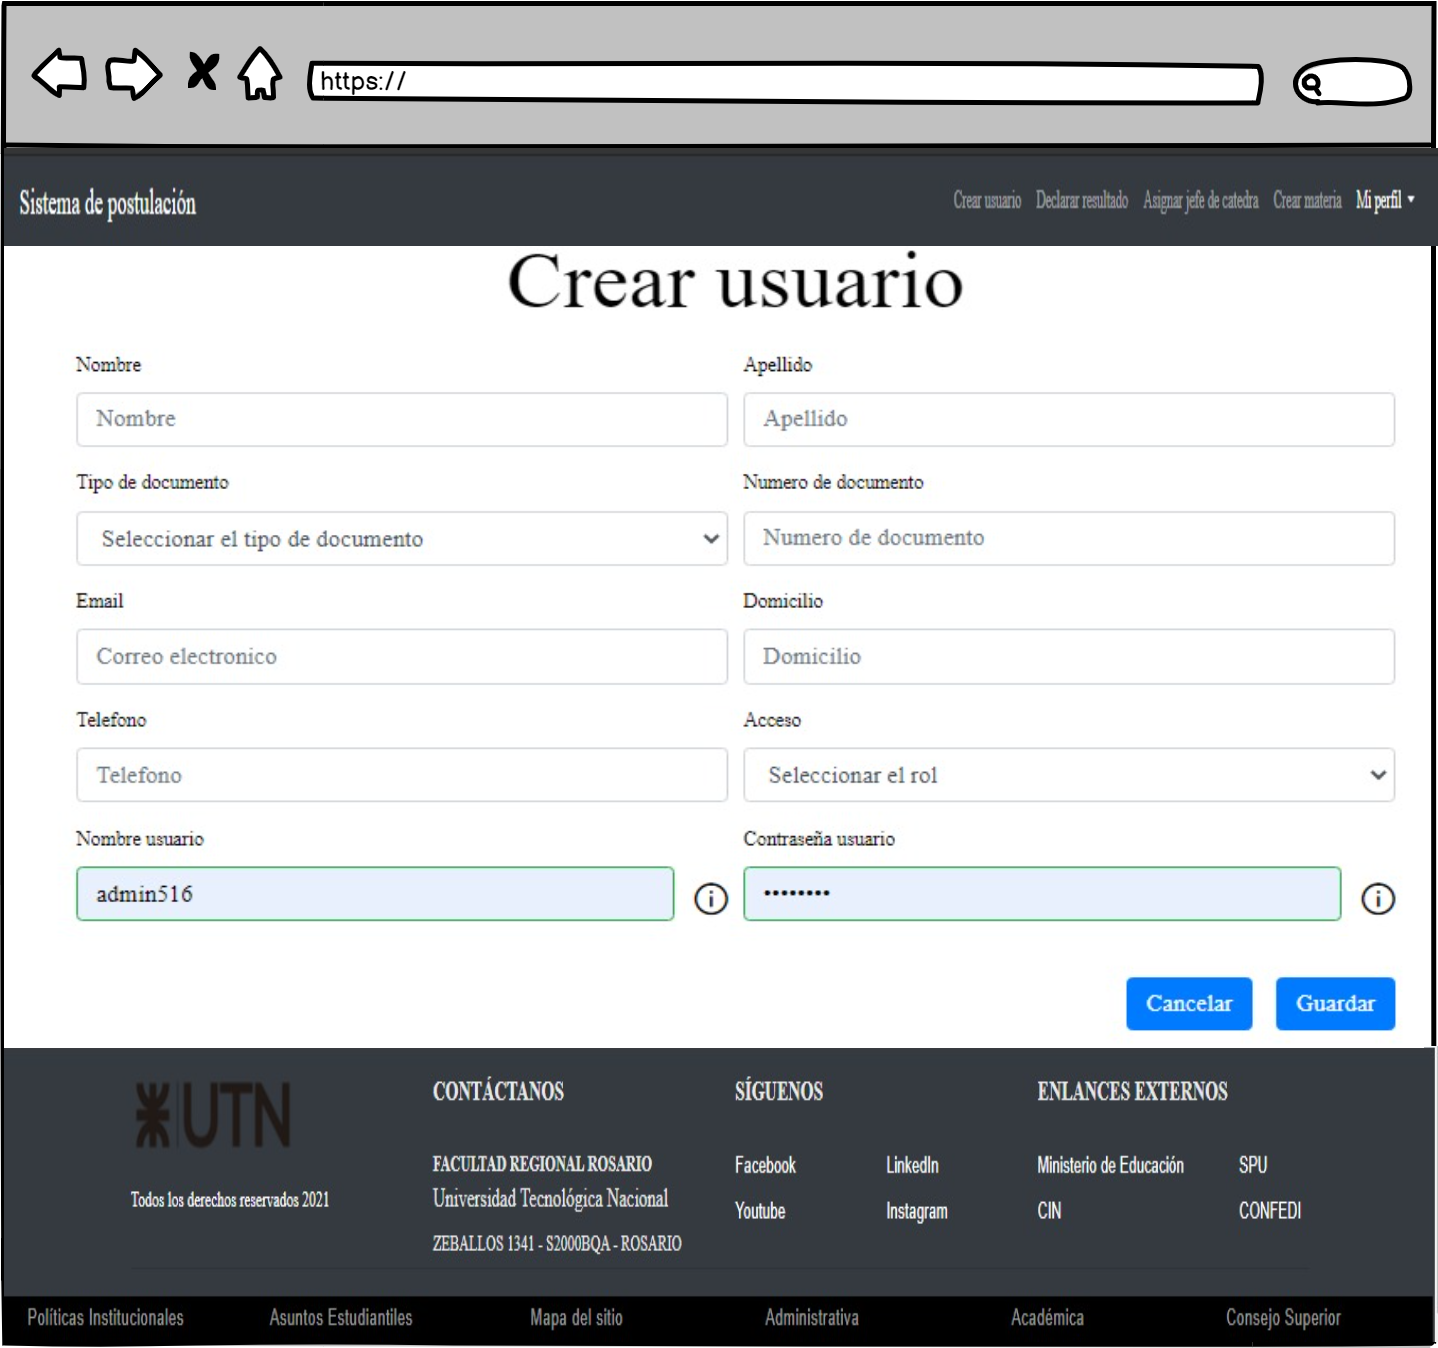 https://
Sistema de postulación
Crear usuario Declarar resultado Asignar jefe de catedra Crear materia Mi perfil
Crear usuario
Nombre Apellido
Nombre Apellido
Tipo de documento Numero de documento
Seleccionar el tipo de documento Numero de documento
Email Domicilio
Correo electronico Domicilio
Telefono Acceso
Telefono Seleccionar el rol
Nombre usuario Contraseña usuario
admin516 ••••••••
Cancelar Guardar
UTN
Todos los derechos reservados 2021
CONTÁCTANOS
FACULTAD REGIONAL ROSARIO
Universidad Tecnológica Nacional
ZEBALLOS 1341 - S2000BQA - ROSARIO
SÍGUENOS
Facebook LinkedIn
Youtube Instagram
ENLANCES EXTERNOS
Ministerio de Educación SPU
CIN CONFEDI
Políticas Institucionales Asuntos Estudiantiles Mapa del sitio Administrativa Académica Consejo Superior